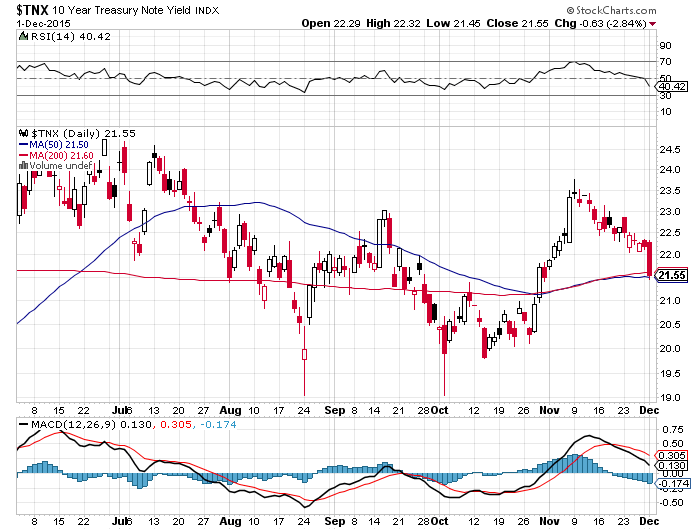 $TNX 10 Year Treasury Note Yield INDX
© StockCharts.com
1-Dec-2015
Open 22.29 High 22.32 Low 21.45 Close 21.55 Chg -0.63 (-2.84%)
RSI(14) 40.42
90
70
50
40.42
30
10
$TNX (Daily) 21.55
MA(50) 21.50
MA(200) 21.60
Volume undef
24.5
24.0
23.5
23.0
22.5
22.0
21.55
21.0
20.5
20.0
19.5
19.0
8 15 22 Jul 6 13 20 27 Aug 10 17 24 Sep 8 14 21 28 Oct 12 19 26 Nov 9 16 23 Dec
MACD(12,26,9) 0.130, 0.305, -0.174
0.75
0.50
0.305
0.130
0.00
-0.174
-0.25
-0.50
8 15 22 Jul 6 13 20 27 Aug 10 17 24 Sep 8 14 21 28 Oct 12 19 26 Nov 9 16 23 Dec